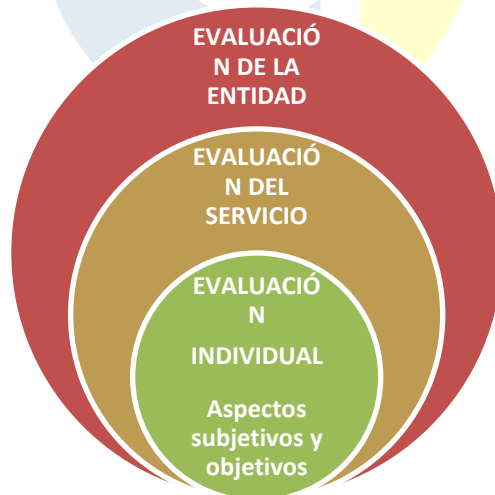 EVALUACIÓ
N DE LA
ENTIDAD
EVALUACIÓ
N DEL
SERVICIO
EVALUACIÓ
N
INDIVIDUAL
Aspectos
subjetivos y
objetivos